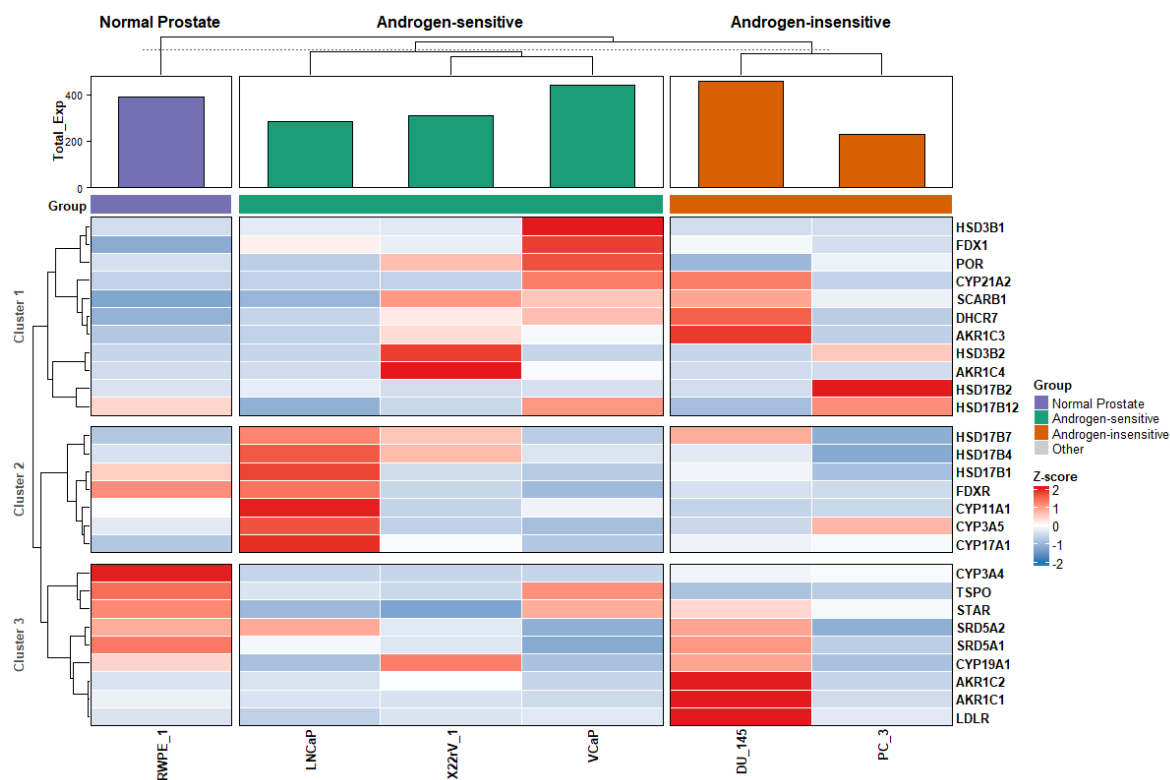 Normal Prostate
Androgen-sensitive
Androgen-insensitive
Total_Exp
400
200
0
Group
Cluster 1
HSD3B1
FDX1
POR
CYP21A2
SCARB1
DHCR7
AKR1C3
HSD3B2
AKR1C4
HSD17B2
HSD17B12
Cluster 2
HSD17B7
HSD17B4
HSD17B1
FDXR
CYP11A1
CYP3A5
CYP17A1
Cluster 3
CYP3A4
TSPO
STAR
SRD5A2
SRD5A1
CYP19A1
AKR1C2
AKR1C1
LDLR
RWPE_1
LNCaP
X22rV_1
VCaP
DU_145
PC_3
Group
Normal Prostate
Androgen-sensitive
Androgen-insensitive
Other
Z-score
2
1
0
-1
-2